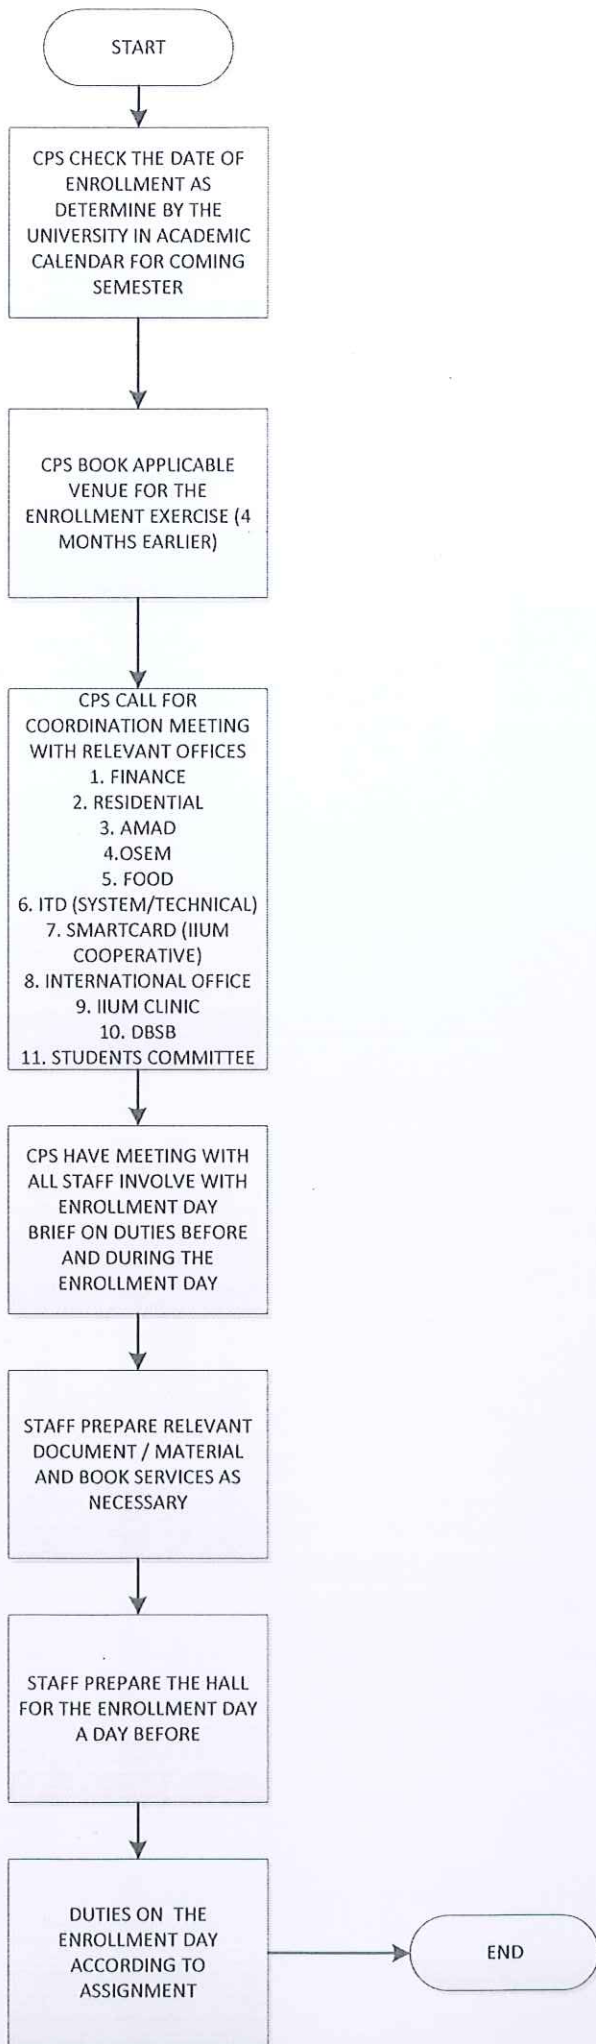 START
CPS CHECK THE DATE OF
ENROLLMENT AS
DETERMINE BY THE
UNIVERSITY IN ACADEMIC
CALENDAR FOR COMING
SEMESTER
CPS BOOK APPLICABLE
VENUE FOR THE
ENROLLMENT EXERCISE (4
MONTHS EARLIER)
CPS CALL FOR
COORDINATION MEETING
WITH RELEVANT OFFICES
1. FINANCE
2. RESIDENTIAL
3. AMAD
4.OSEM
5. FOOD
6. ITD (SYSTEM/TECHNICAL)
7. SMARTCARD (IIUM
COOPERATIVE)
8. INTERNATIONAL OFFICE
9. IIUM CLINIC
10. DBSB
11. STUDENTS COMMITTEE
CPS HAVE MEETING WITH
ALL STAFF INVOLVE WITH
ENROLLMENT DAY
BRIEF ON DUTIES BEFORE
AND DURING THE
ENROLLMENT DAY
STAFF PREPARE RELEVANT
DOCUMENT / MATERIAL
AND BOOK SERVICES AS
NECESSARY
STAFF PREPARE THE HALL
FOR THE ENROLLMENT DAY
A DAY BEFORE
DUTIES ON THE
ENROLLMENT DAY
ACCORDING TO
ASSIGNMENT
END